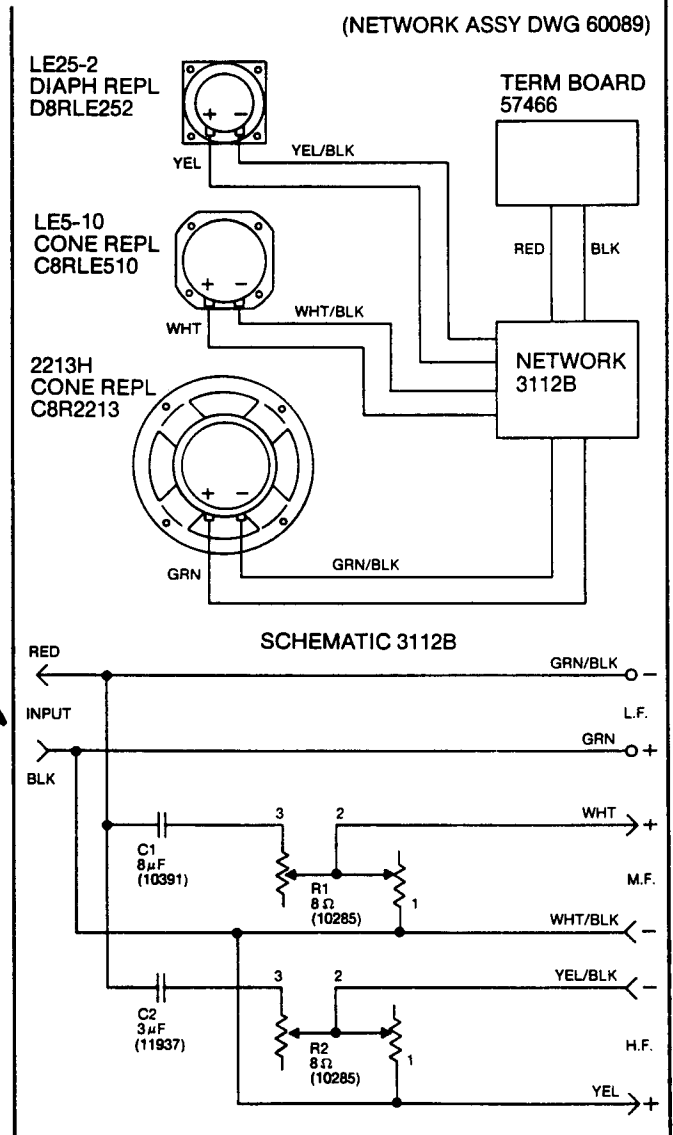 (NETWORK ASSY DWG 60089)
LE25-2
DIAPH REPL
D8RLE252
TERM BOARD
57466
+ −
YEL
YEL/BLK
LE5-10
CONE REPL
C8RLE510
RED
BLK
+ −
WHT
WHT/BLK
2213H
CONE REPL
C8R2213
NETWORK
3112B
+ −
GRN
GRN/BLK
SCHEMATIC 3112B
RED
GRN/BLK
−
INPUT
L.F.
GRN
+
BLK
3
2
WHT
+
C1
8µF
(10391)
R1
8Ω
(10285)
1
M.F.
WHT/BLK
−
3
2
YEL/BLK
−
C2
3µF
(11937)
R2
8Ω
(10285)
1
H.F.
YEL
+